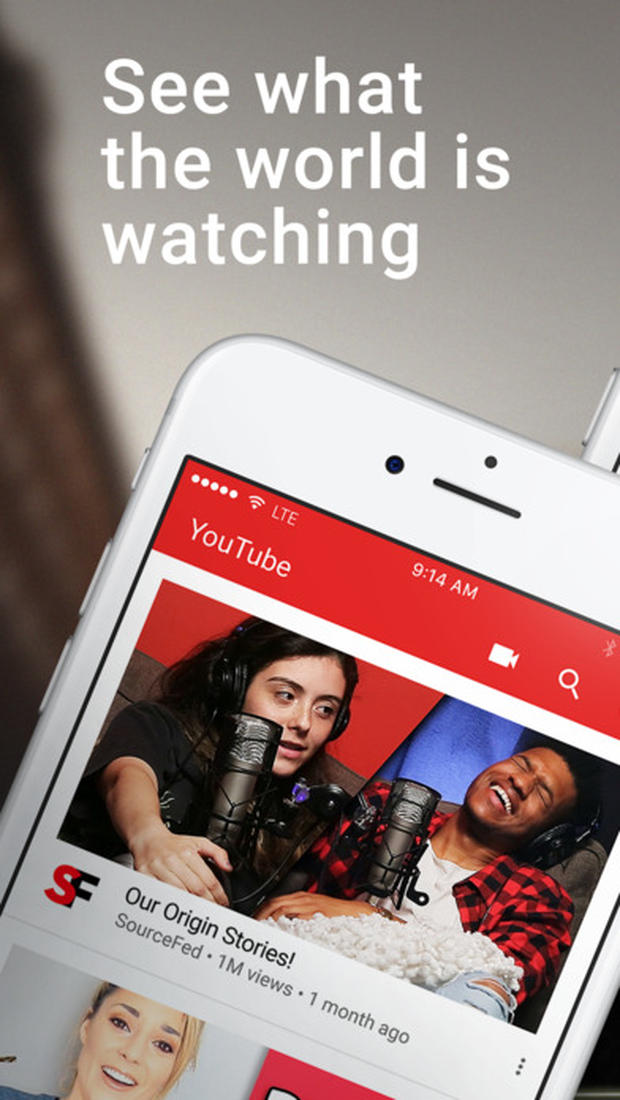 See what
the world is
watching
LTE
9:14 AM
YouTube
SF
Our Origin Stories!
SourceFed • 1M views • 1 month ago